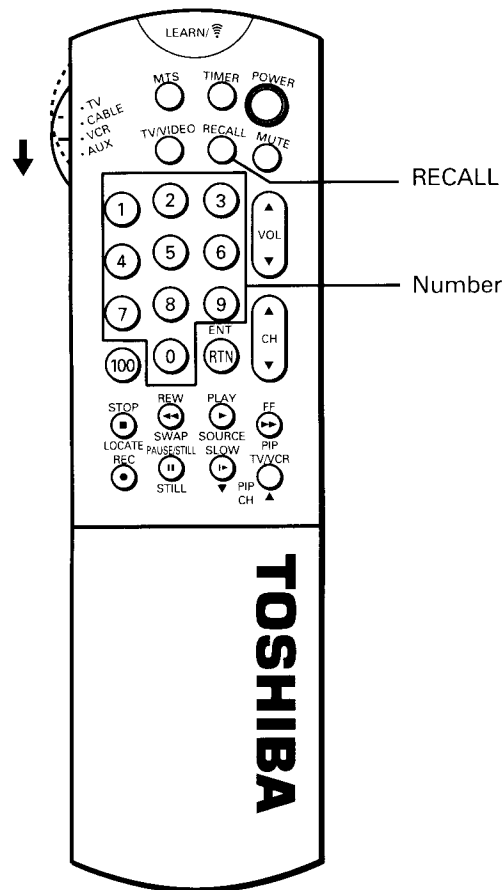 LEARN/
MTS TIMER POWER
• TV
• CABLE
• VCR
• AUX
TV/VIDEO RECALL MUTE
RECALL
1 2 3
VOL
4 5 6
Number
7 8 9
CH
ENT
100 0 RTN
STOP REW PLAY FF
LOCATE SWAP SOURCE PIP
REC PAUSE/STILL SLOW TV/VCR
STILL PIP
CH
TOSHIBA